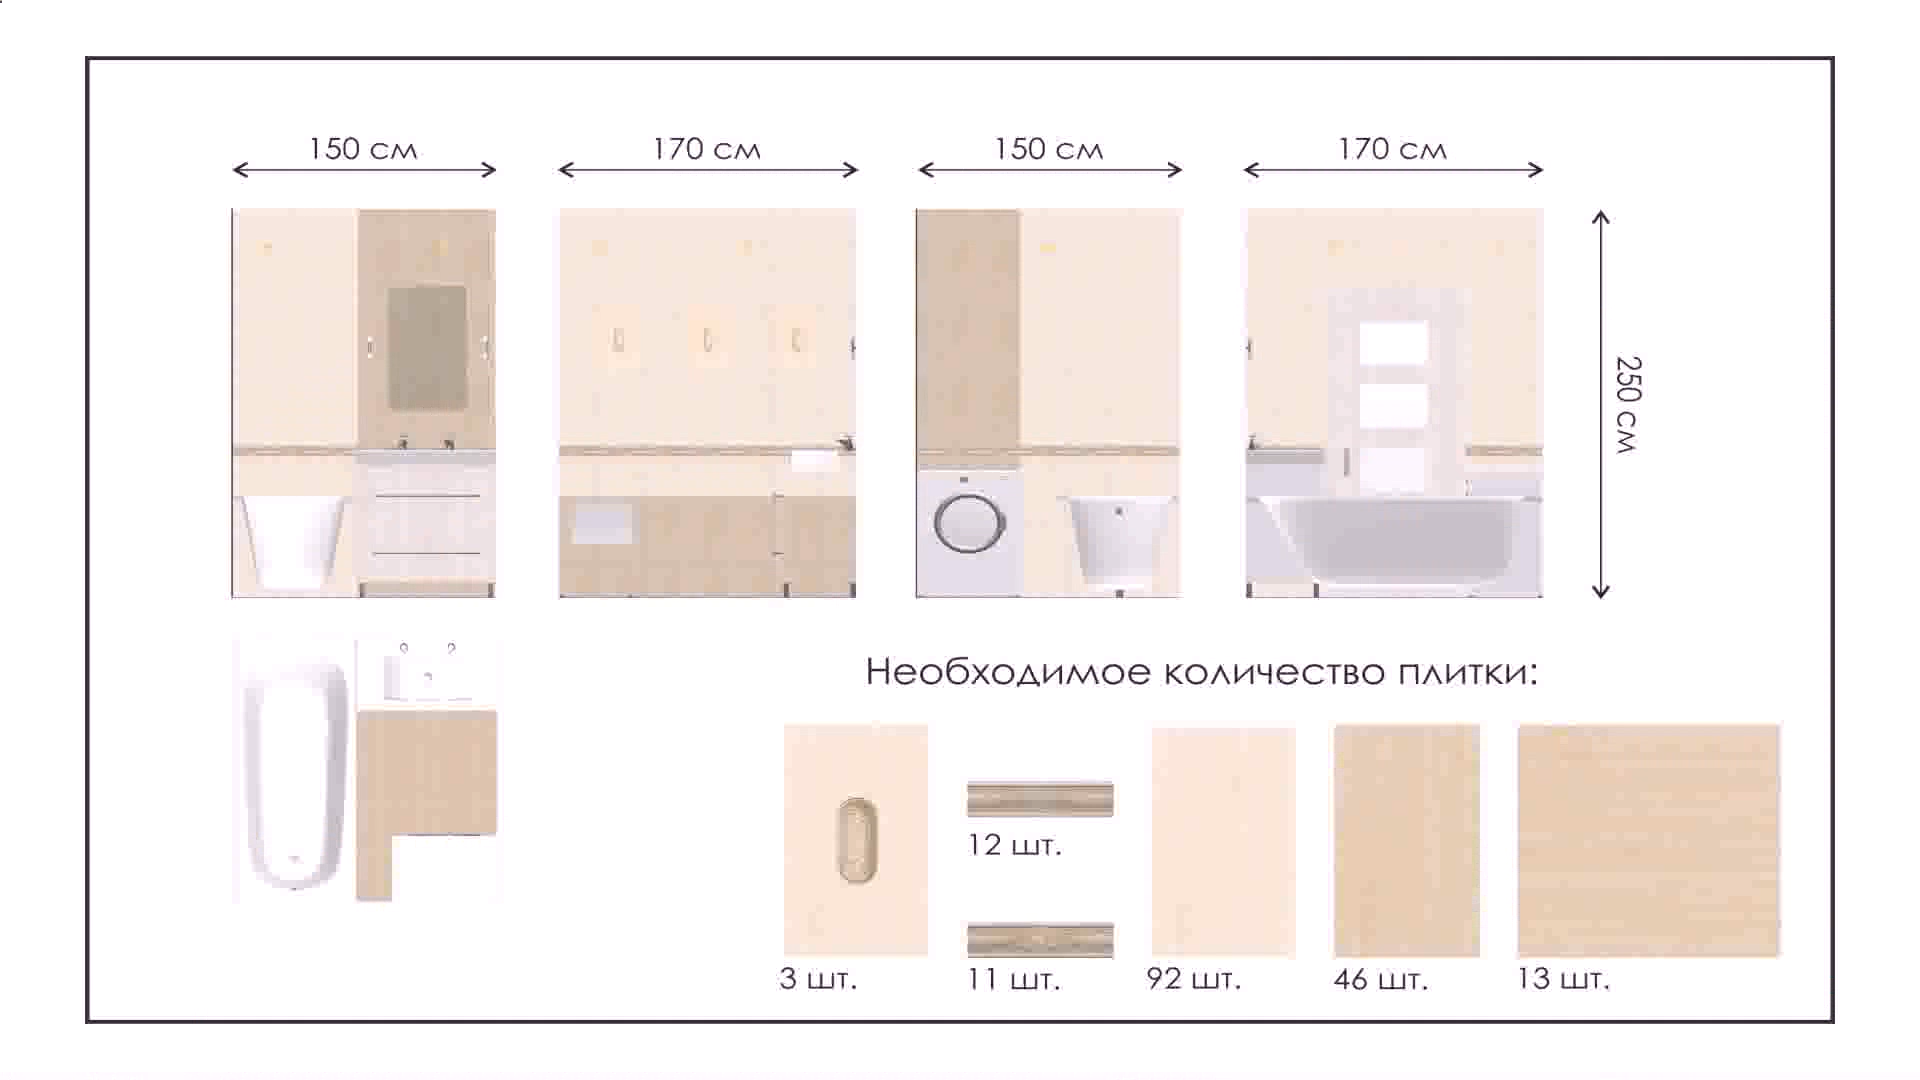 150 см
170 см
150 см
170 см
250 см
Необходимое количество плитки:
12 шт.
3 шт.
11 шт.
92 шт.
46 шт.
13 шт.